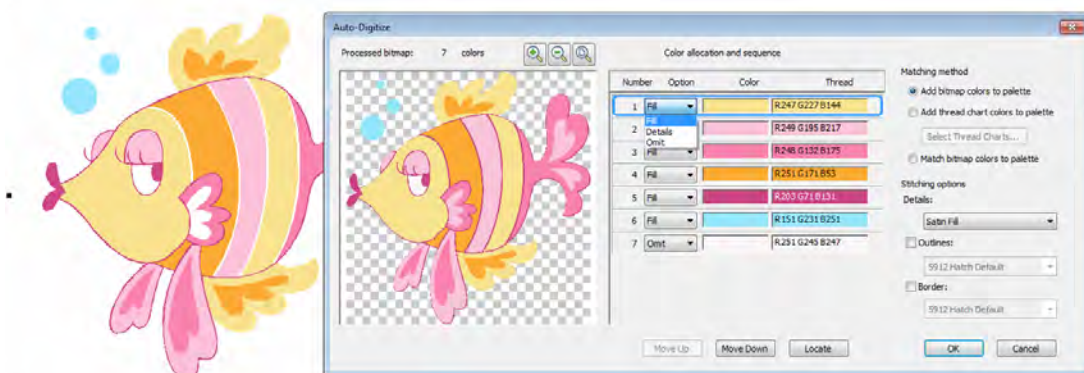 Auto-Digitize
Processed bitmap: 7 colors
Color allocation and sequence
Number Option Color Thread
1 Fill R247 G227 B144
Fill
2 Details R249 G195 B217
Omit
3 Fill R248 G132 B175
4 Fill R251 G171 B53
5 Fill R203 G71 B131
6 Fill R151 G231 B251
7 Omit R251 G245 B247
Move Up Move Down Locate
Matching method
Add bitmap colors to palette
Add thread chart colors to palette
Select Thread Charts...
Match bitmap colors to palette
Stitching options
Details:
Satin Fill
Outlines:
5912 Hatch Default
Border:
5912 Hatch Default
OK Cancel